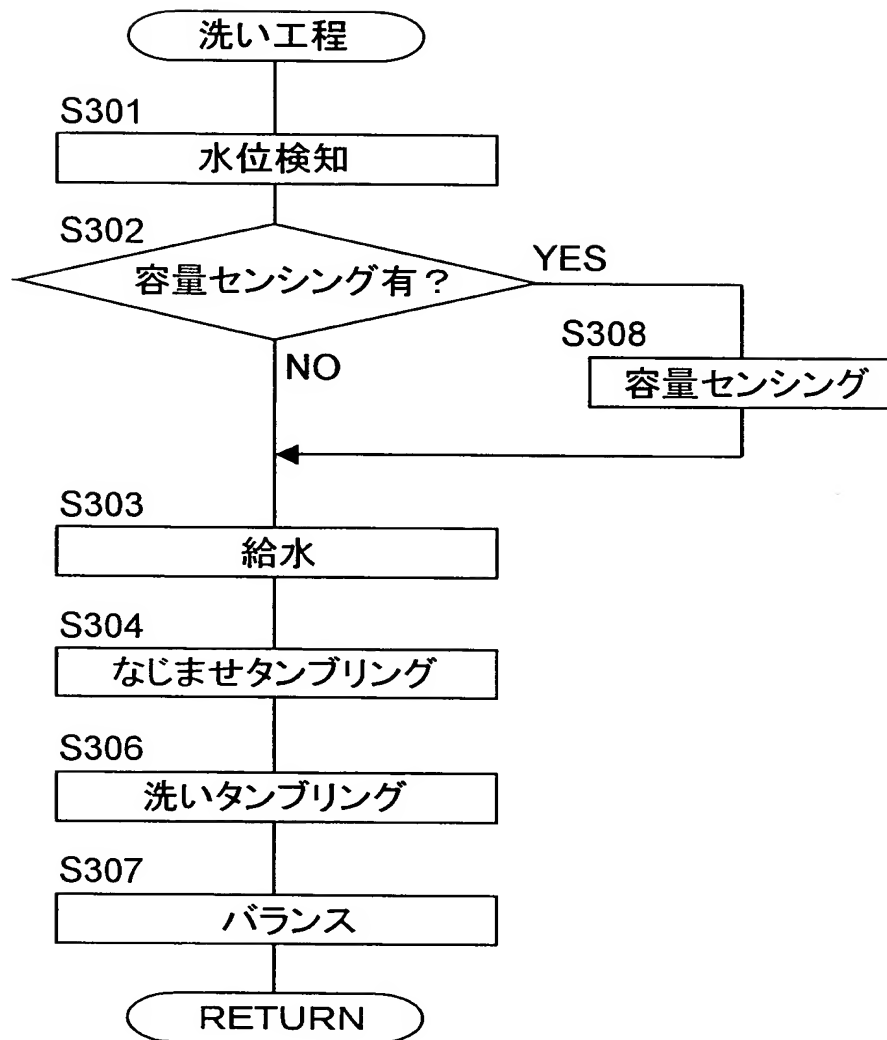 洗い工程
S301
水位検知
S302
容量センシング有？
YES
NO
S308
容量センシング
S303
給水
S304
なじませタンブリング
S306
洗いタンブリング
S307
バランス
RETURN